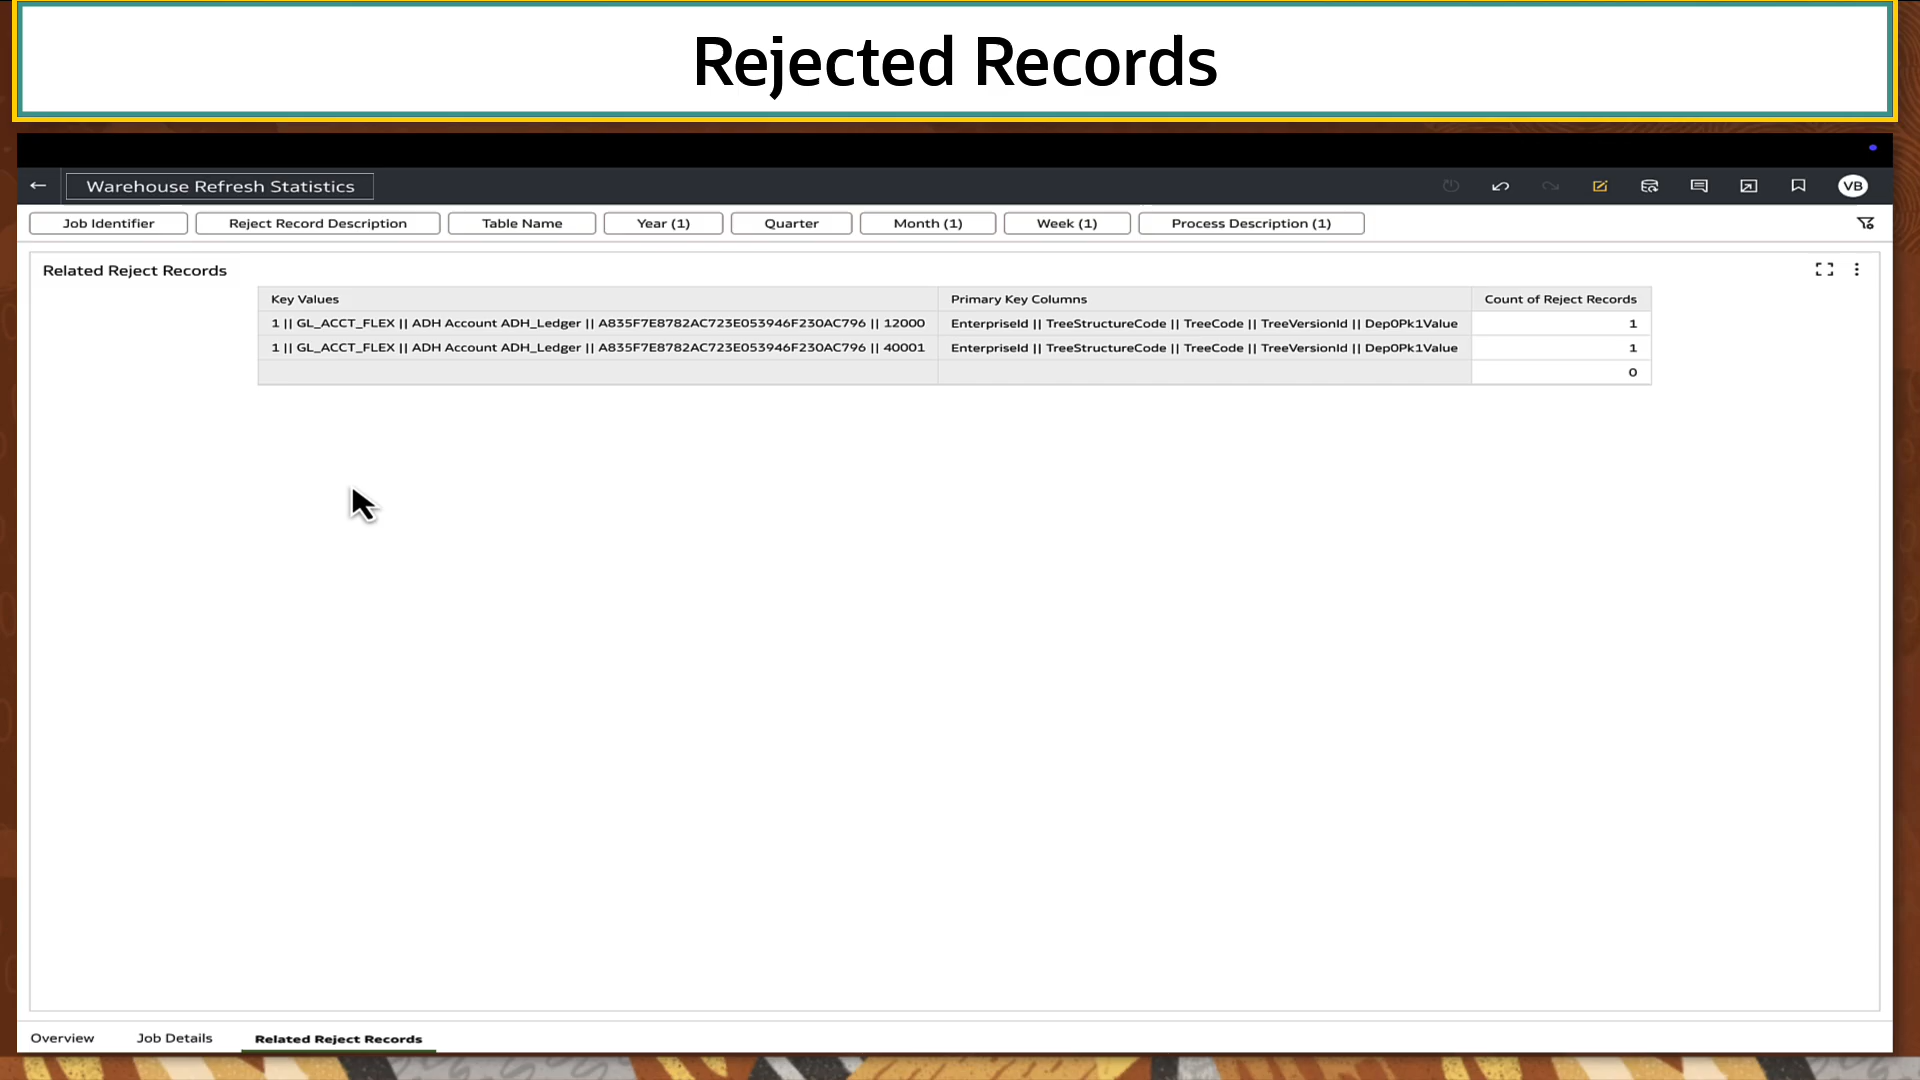 Rejected Records
Warehouse Refresh Statistics
VB
Job Identifier
Reject Record Description
Table Name
Year (1)
Quarter
Month (1)
Week (1)
Process Description (1)
Related Reject Records
Key Values
Primary Key Columns
Count of Reject Records
1 || GL_ACCT_FLEX || ADH Account ADH_Ledger || A835F7E8782AC723E053946F230AC796 || 12000
EnterpriseId || TreeStructureCode || TreeCode || TreeVersionId || Dep0Pk1Value
1
1 || GL_ACCT_FLEX || ADH Account ADH_Ledger || A835F7E8782AC723E053946F230AC796 || 40001
EnterpriseId || TreeStructureCode || TreeCode || TreeVersionId || Dep0Pk1Value
1
0
Overview
Job Details
Related Reject Records